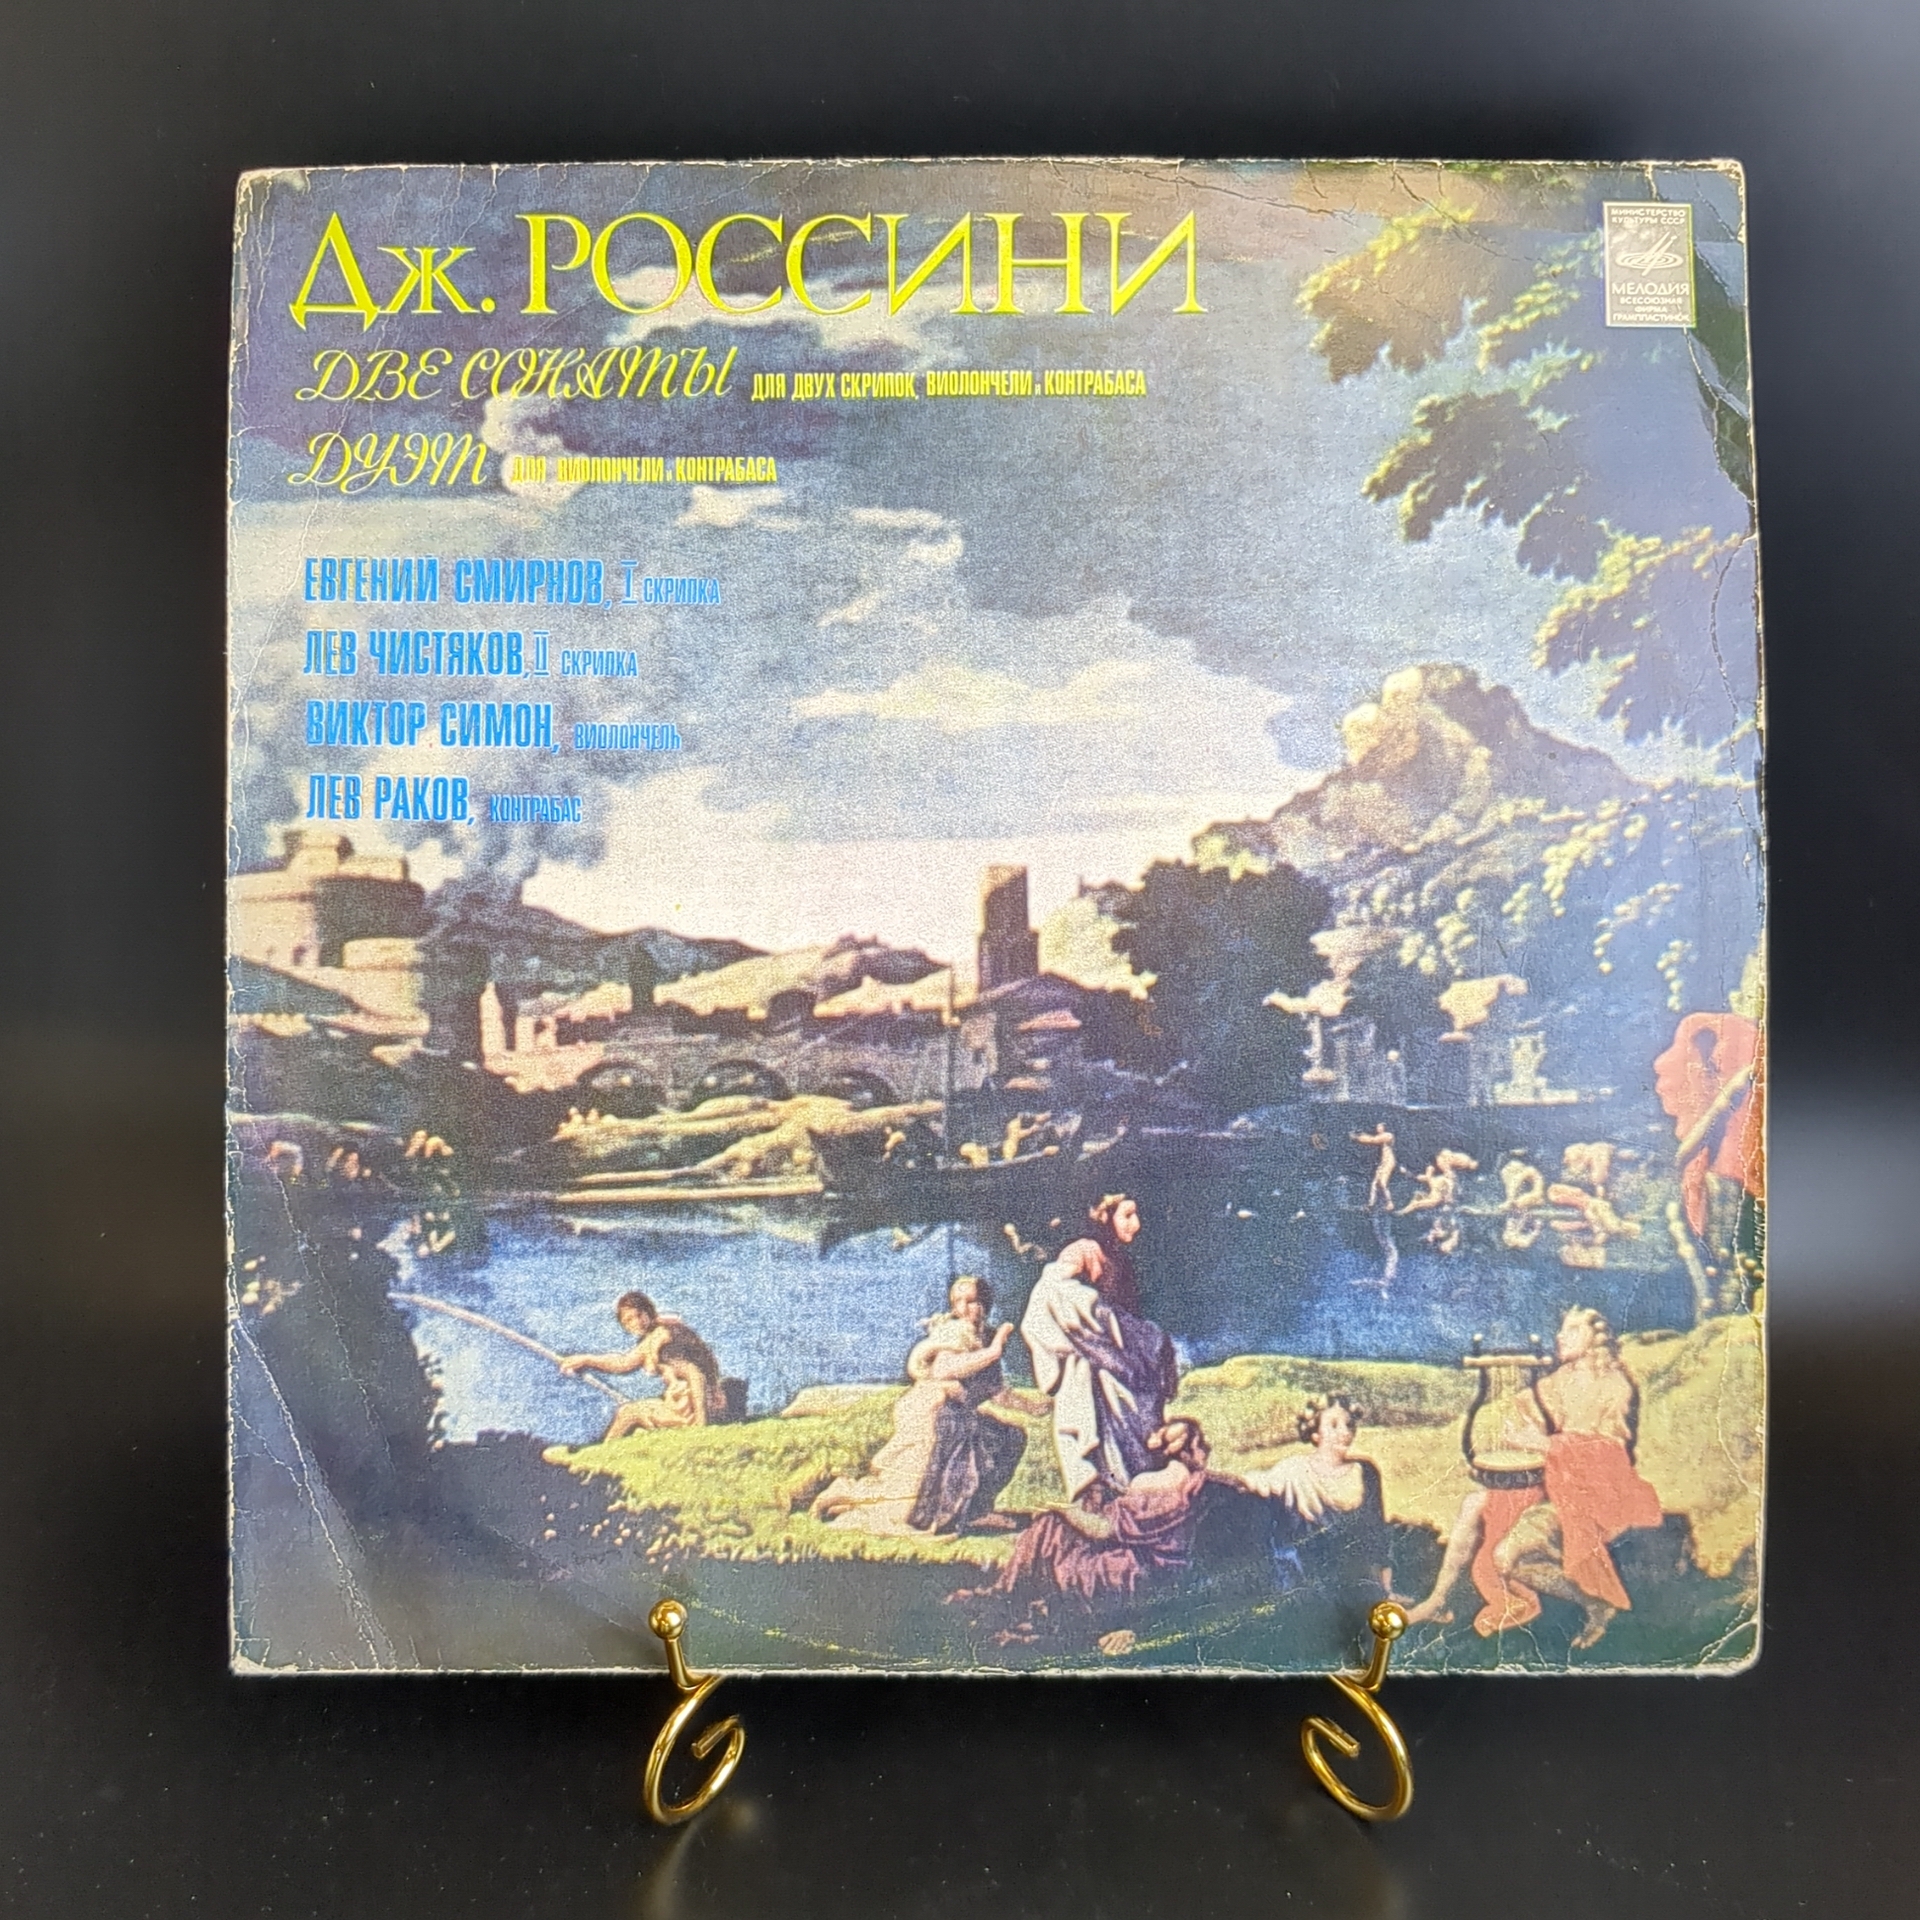 Дж. РОССИНИ
ДВЕ СОНАТЫ ДЛЯ ДВУХ СКРИПОК, ВИОЛОНЧЕЛИ и КОНТРАБАСА
ДУЭТ ДЛЯ ВИОЛОНЧЕЛИ и КОНТРАБАСА
ЕВГЕНИЙ СМИРНОВ, I СКРИПКА
ЛЕВ ЧИСТЯКОВ, II СКРИПКА
ВИКТОР СИМОН, ВИОЛОНЧЕЛЬ
ЛЕВ РАКОВ, КОНТРАБАС
МИНИСТЕРСТВО
КУЛЬТУРЫ СССР
МЕЛОДИЯ
ВСЕСОЮЗНАЯ
ФИРМА
ГРАМПЛАСТИНОК